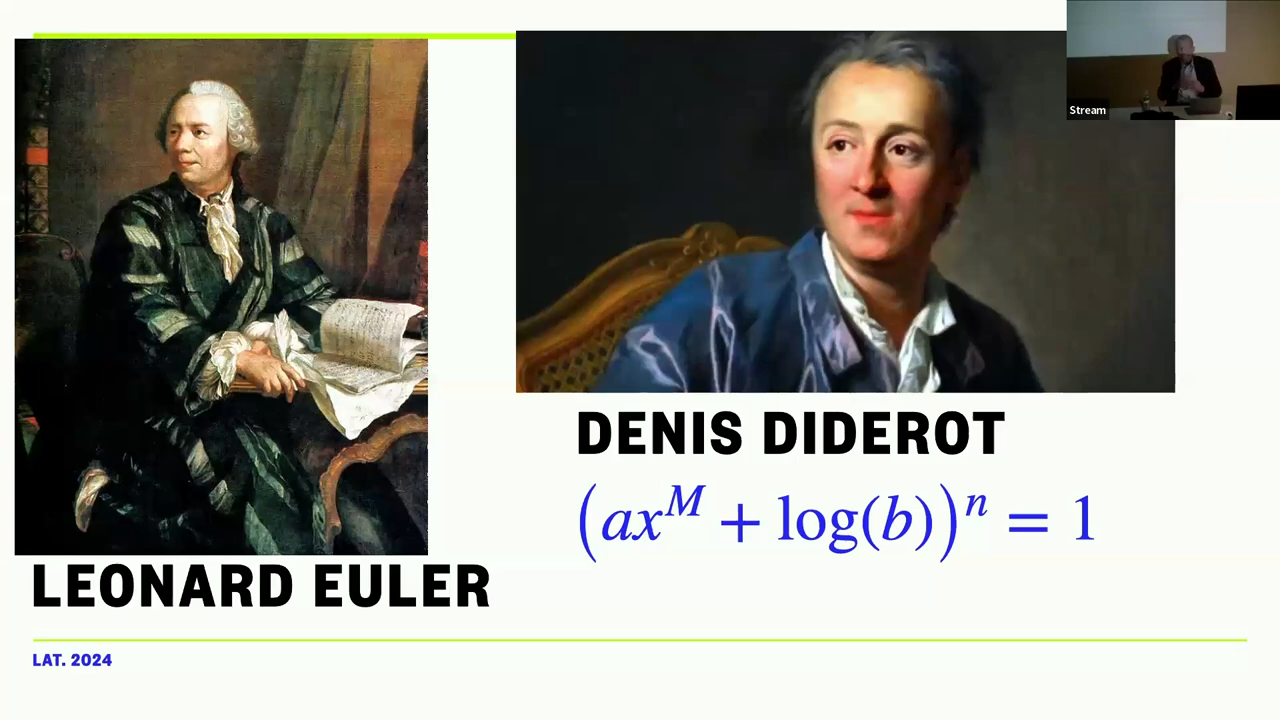 Stream
DENIS DIDEROT
(ax^M + log(b))^n = 1
LEONARD EULER
LAT. 2024